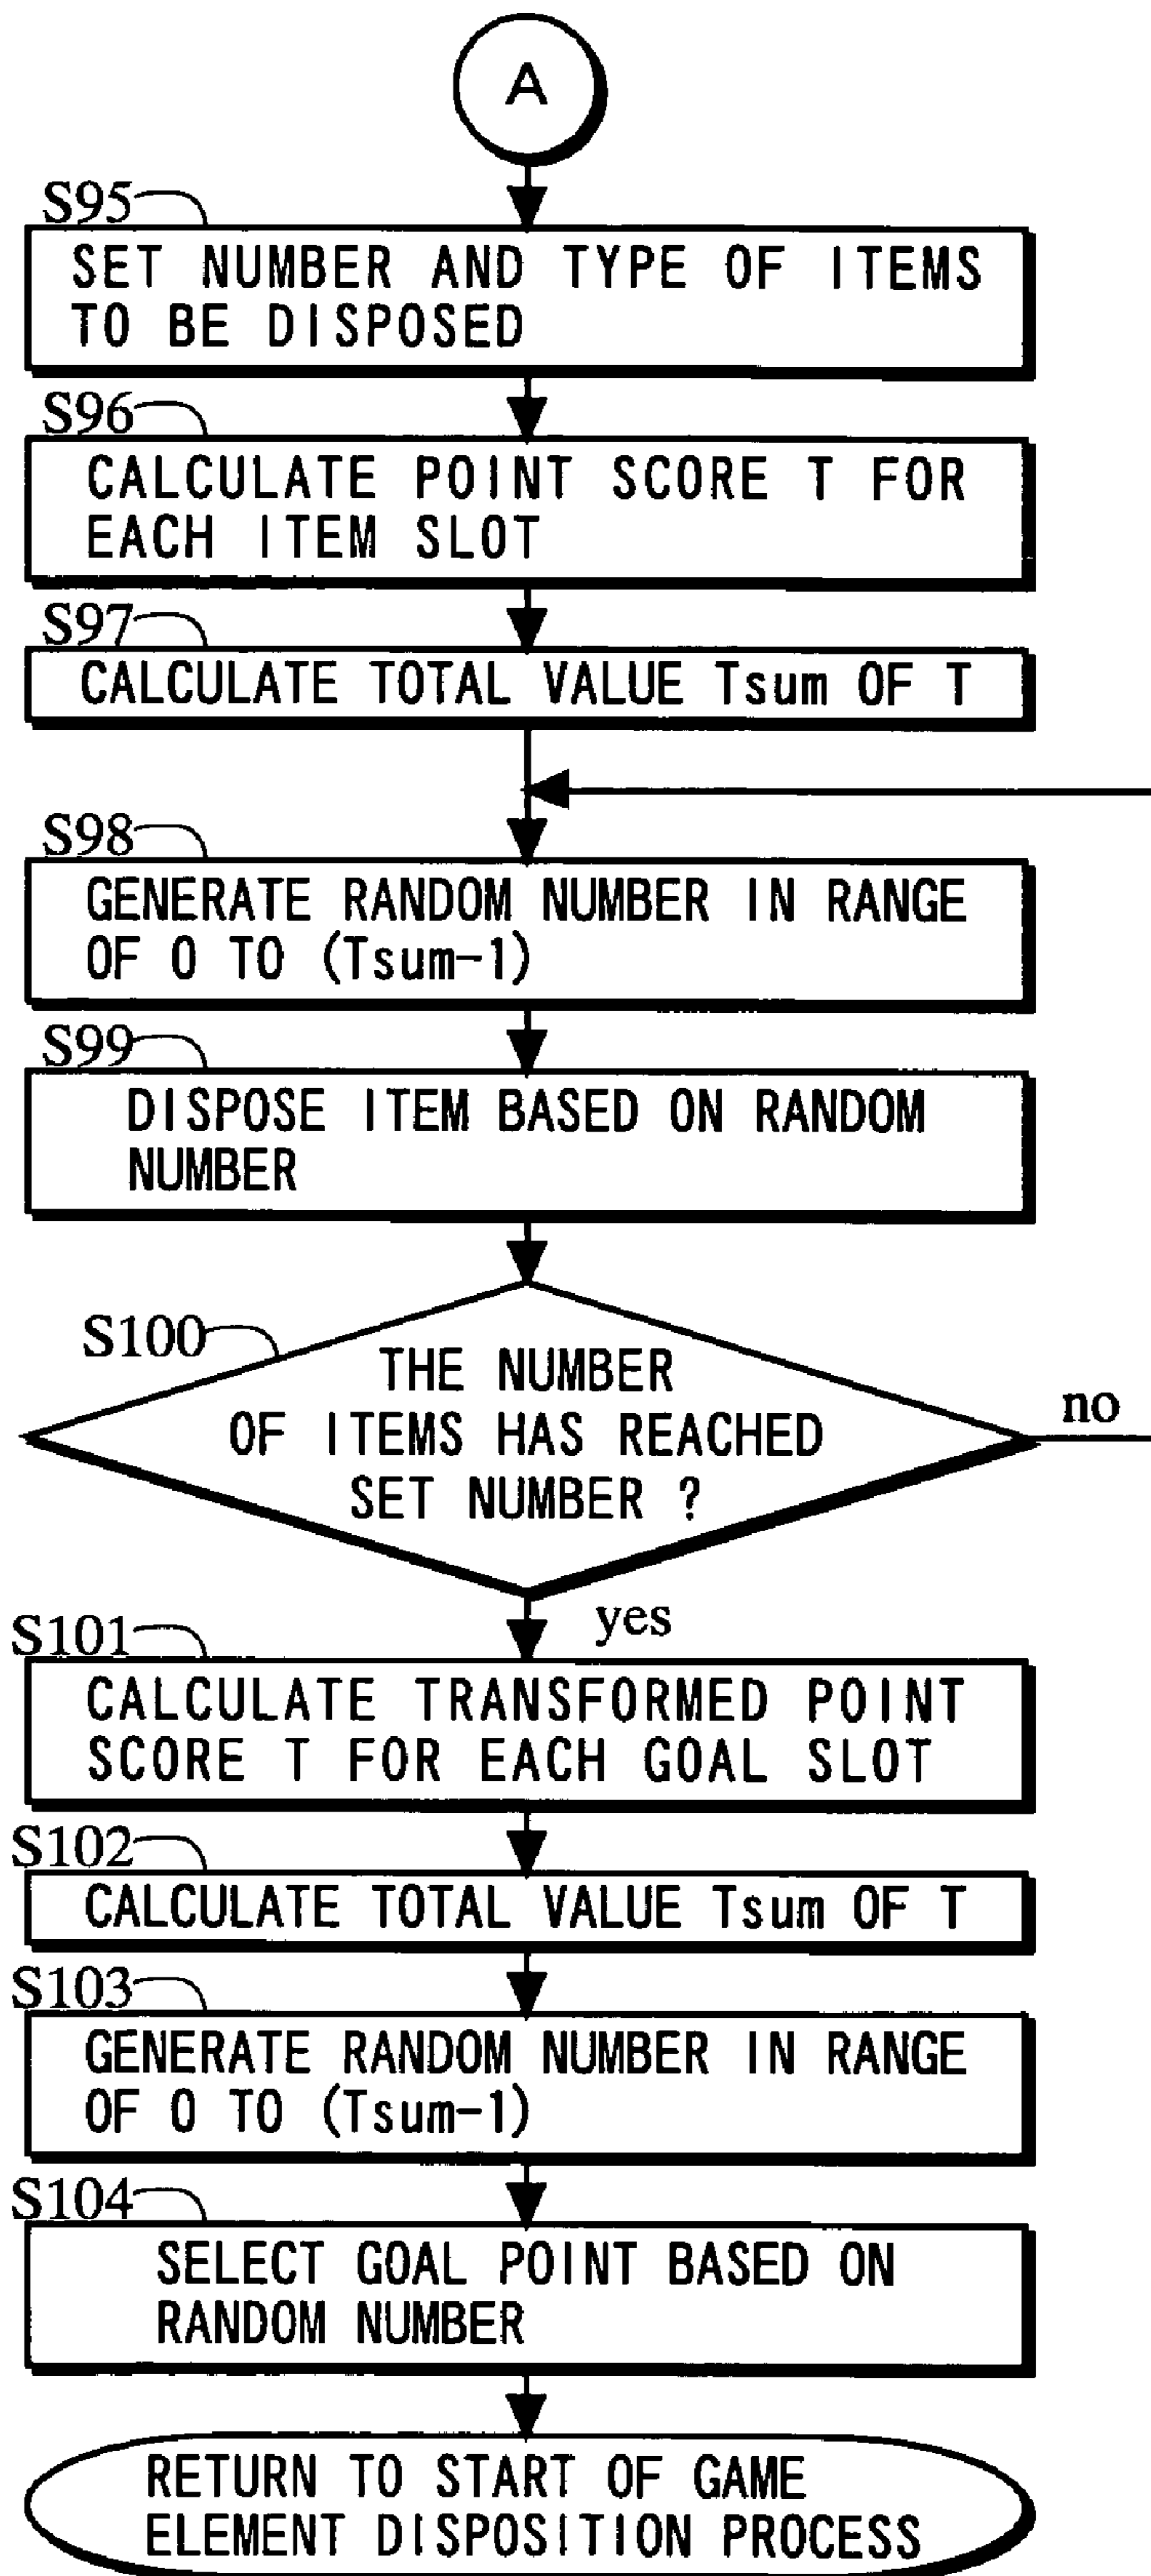 A
S95
SET NUMBER AND TYPE OF ITEMS
TO BE DISPOSED
S96
CALCULATE POINT SCORE T FOR
EACH ITEM SLOT
S97
CALCULATE TOTAL VALUE Tsum OF T
S98
GENERATE RANDOM NUMBER IN RANGE
OF 0 TO (Tsum-1)
S99
DISPOSE ITEM BASED ON RANDOM
NUMBER
S100
THE NUMBER
OF ITEMS HAS REACHED
SET NUMBER ?
no
yes
S101
CALCULATE TRANSFORMED POINT
SCORE T FOR EACH GOAL SLOT
S102
CALCULATE TOTAL VALUE Tsum OF T
S103
GENERATE RANDOM NUMBER IN RANGE
OF 0 TO (Tsum-1)
S104
SELECT GOAL POINT BASED ON
RANDOM NUMBER
RETURN TO START OF GAME
ELEMENT DISPOSITION PROCESS